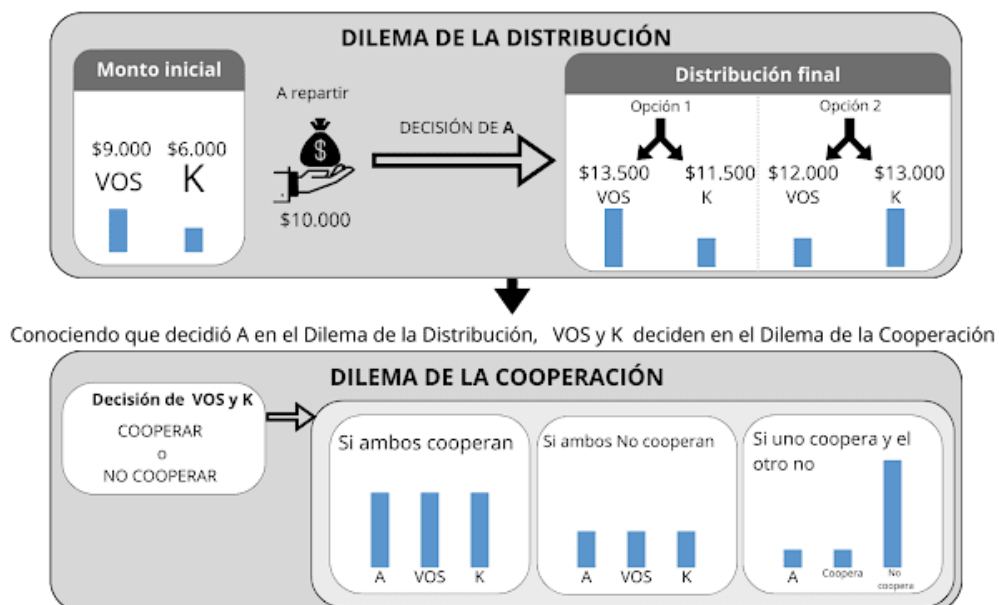 DILEMA DE LA DISTRIBUCIÓN
Monto inicial
$9.000 $6.000
VOS K
A repartir
$
$10.000
DECISIÓN DE A
Distribución final
Opción 1
Opción 2
$13.500 $11.500 $12.000 $13.000
VOS K VOS K
Conociendo que decidió A en el Dilema de la Distribución, VOS y K deciden en el Dilema de la Cooperación
DILEMA DE LA COOPERACIÓN
Decisión de VOS y K
COOPERAR
o
NO COOPERAR
Si ambos cooperan
A VOS K
Si ambos No cooperan
A VOS K
Si uno coopera y el
otro no
A Coopera No
coopera